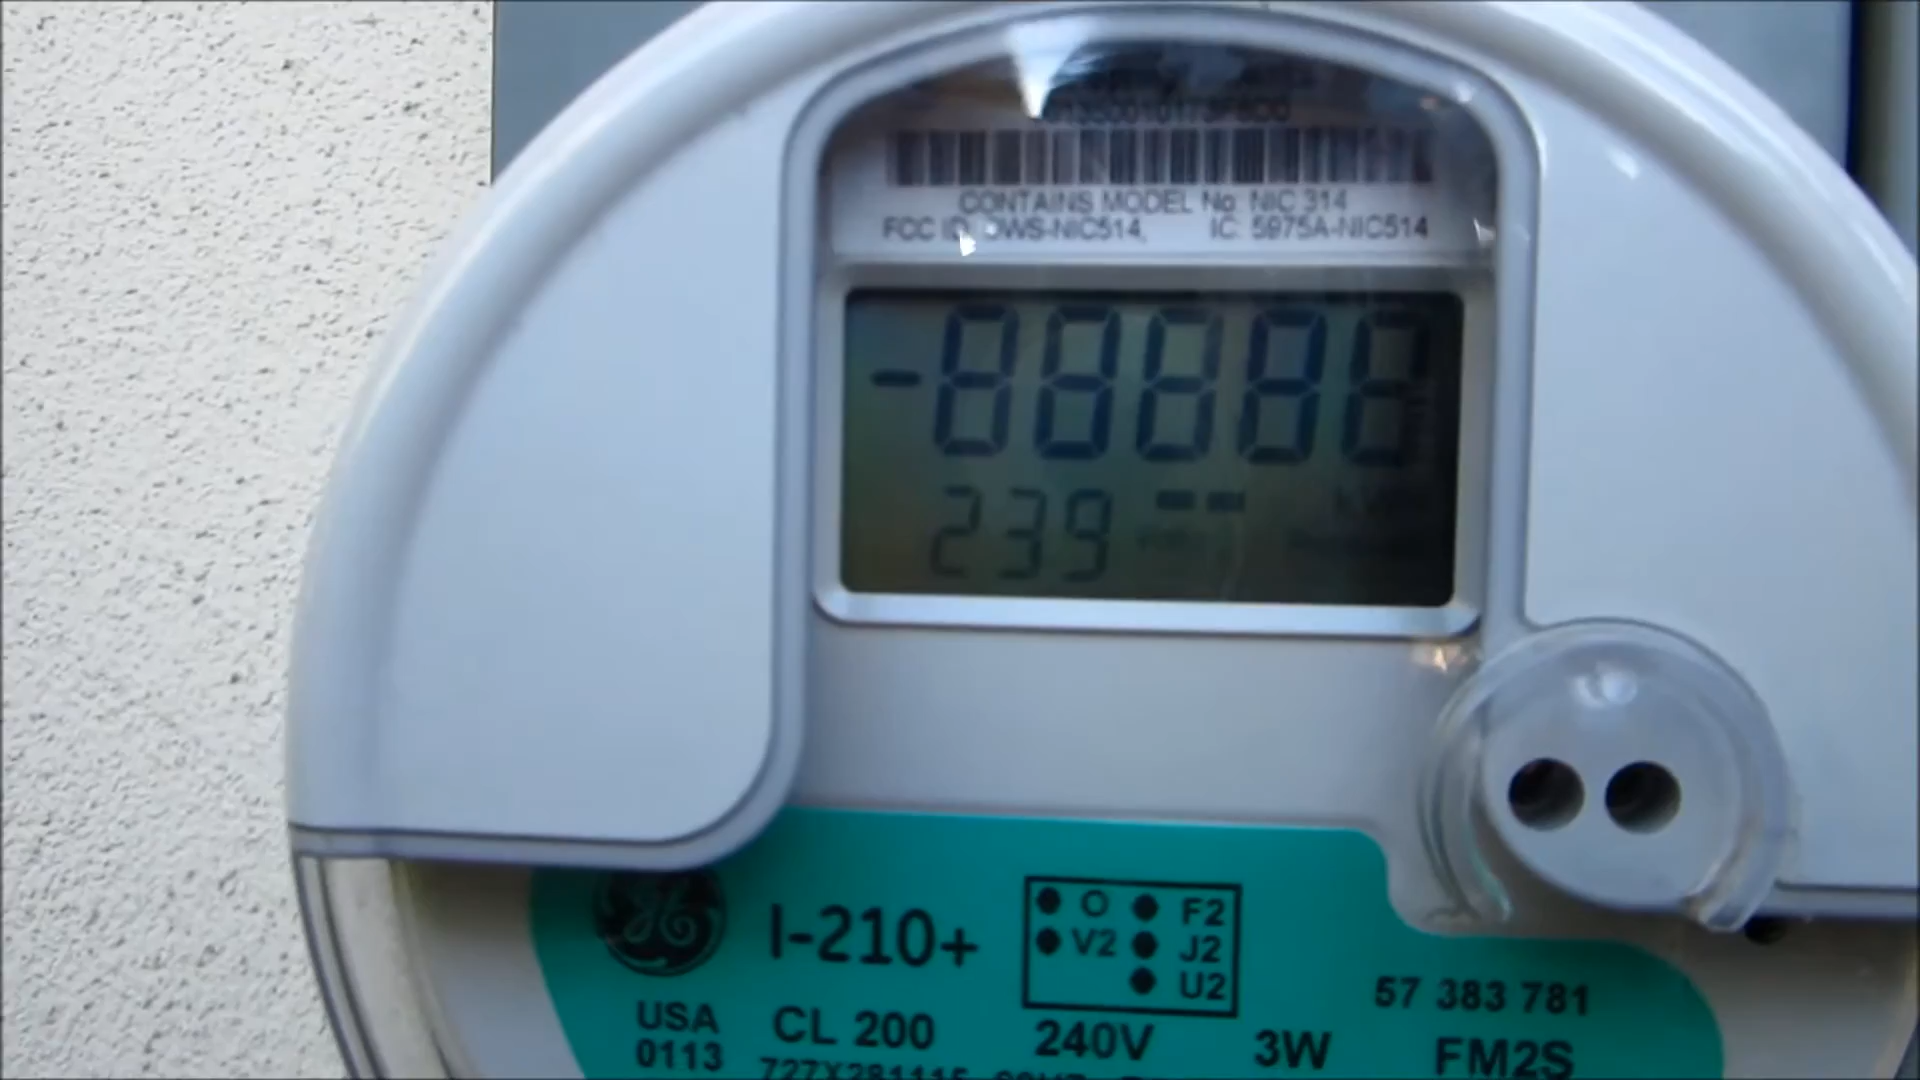 CONTAINS MODEL No. NIC 314
FCC ID: OWS-NIC514, IC: 5975A-NIC514
-88888
239
GE I-210+
O F2
V2 J2
U2
57 383 781
USA CL 200 240V 3W FM2S
0113